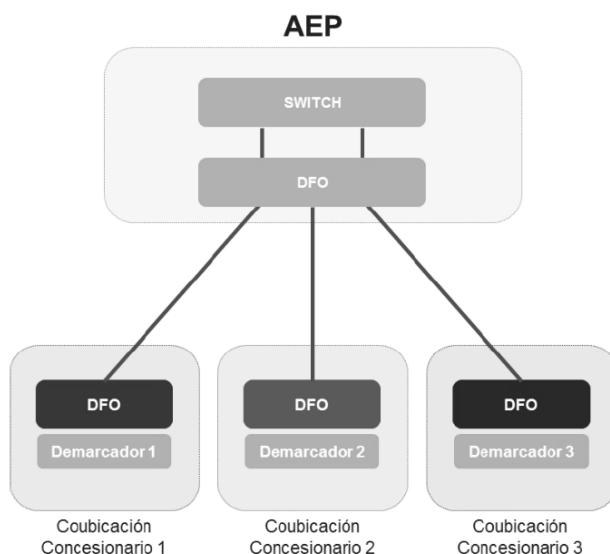 AEP
SWITCH
DFO
DFO
DFO
DFO
Demarcador 1
Demarcador 2
Demarcador 3
Coubicación
Concesionario 1
Coubicación
Concesionario 2
Coubicación
Concesionario 3